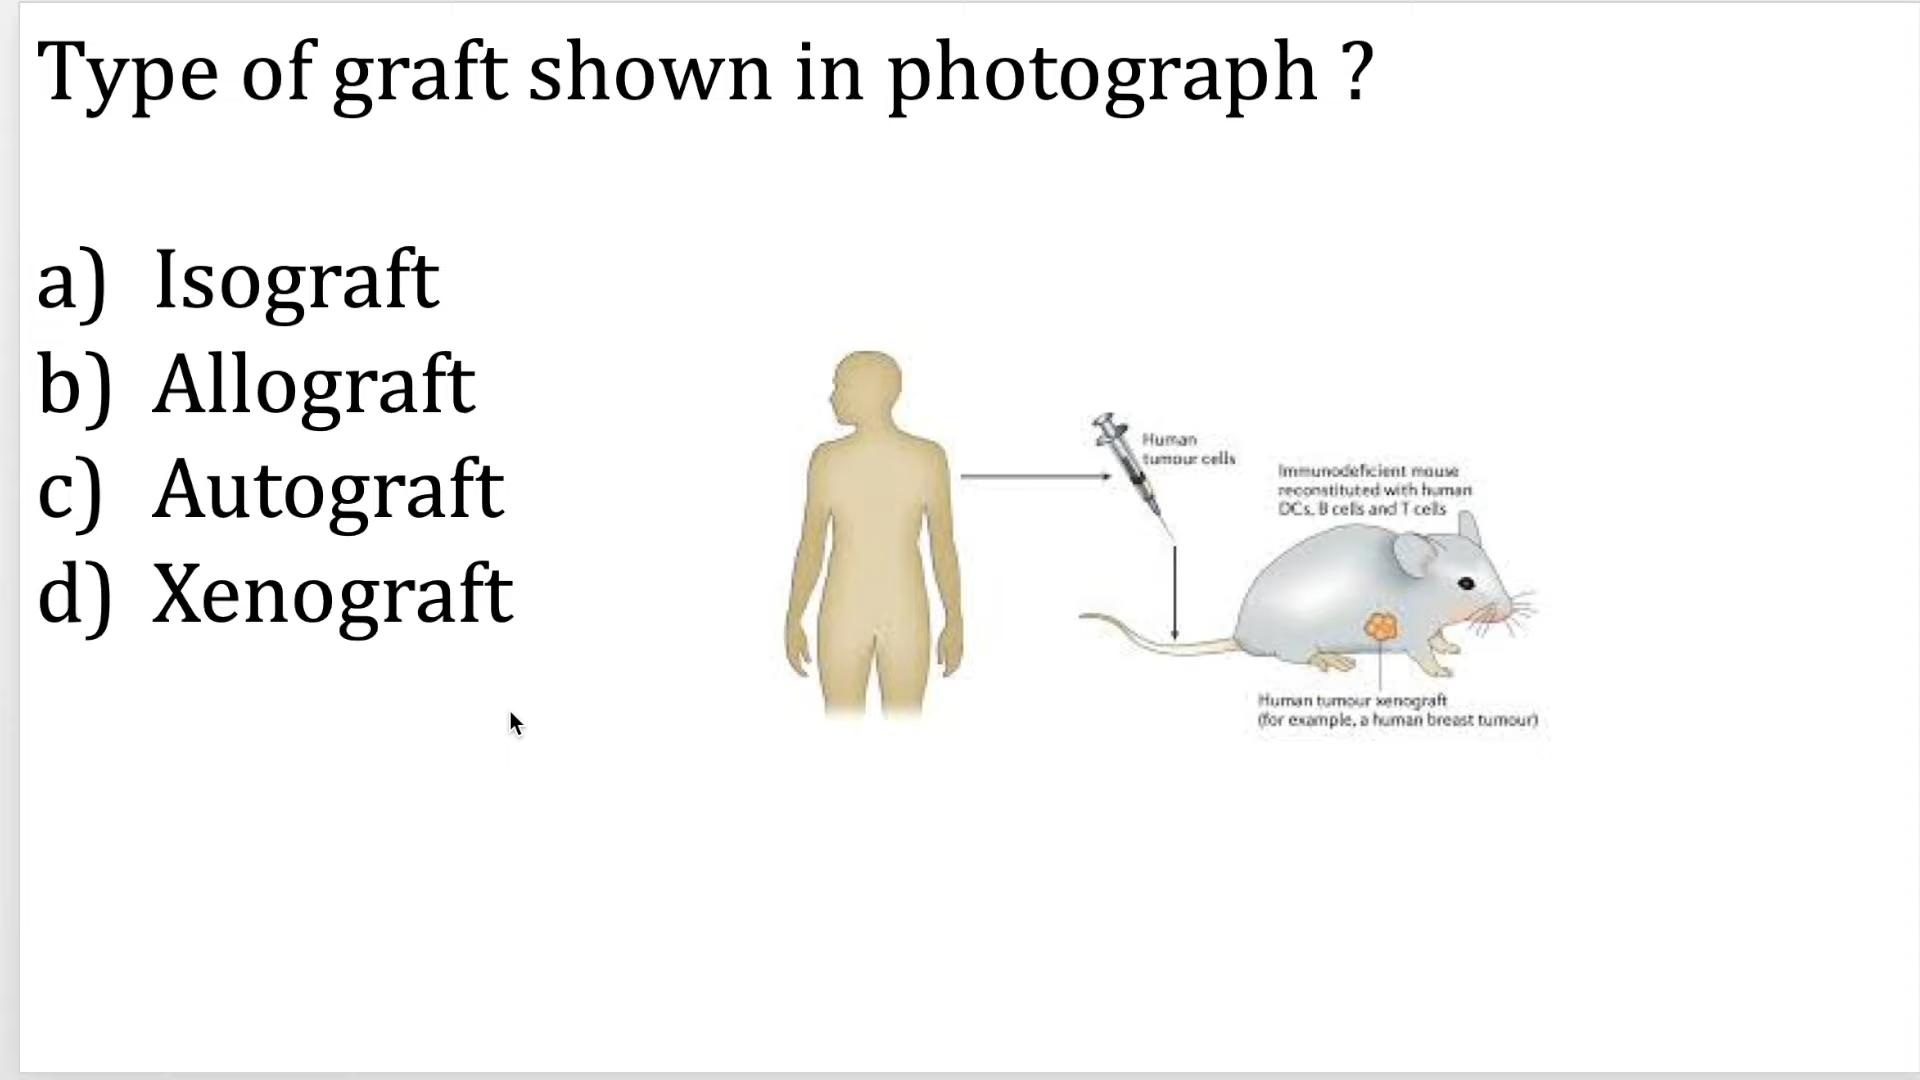 Type of graft shown in photograph ?
a) Isograft
b) Allograft
c) Autograft
d) Xenograft
Human
tumour cells
Immunodeficient mouse
reconstituted with human
DCs, B cells and T cells
Human tumour xenograft
(for example, a human breast tumour)